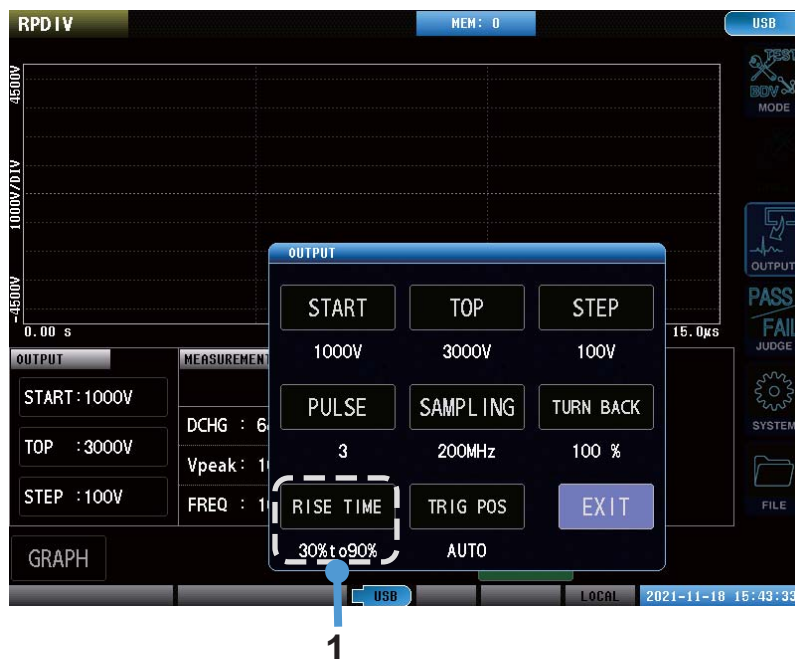 RPDIV
MEM: 0
USB
4500V
1000V/DIV
-4500V
0.00 s
15.0μs
TEST
BDV
MODE
OUTPUT
PASS
FAIL
JUDGE
SYSTEM
FILE
OUTPUT
START:1000V
TOP :3000V
STEP :100V
MEASUREMENT
DCHG :
Vpeak:
FREQ :
OUTPUT
START TOP STEP
1000V 3000V 100V
PULSE SAMPLING TURN BACK
3 200MHz 100 %
RISE TIME TRIG POS EXIT
30%to90% AUTO
GRAPH
USB
LOCAL
2021-11-18 15:43:33
1